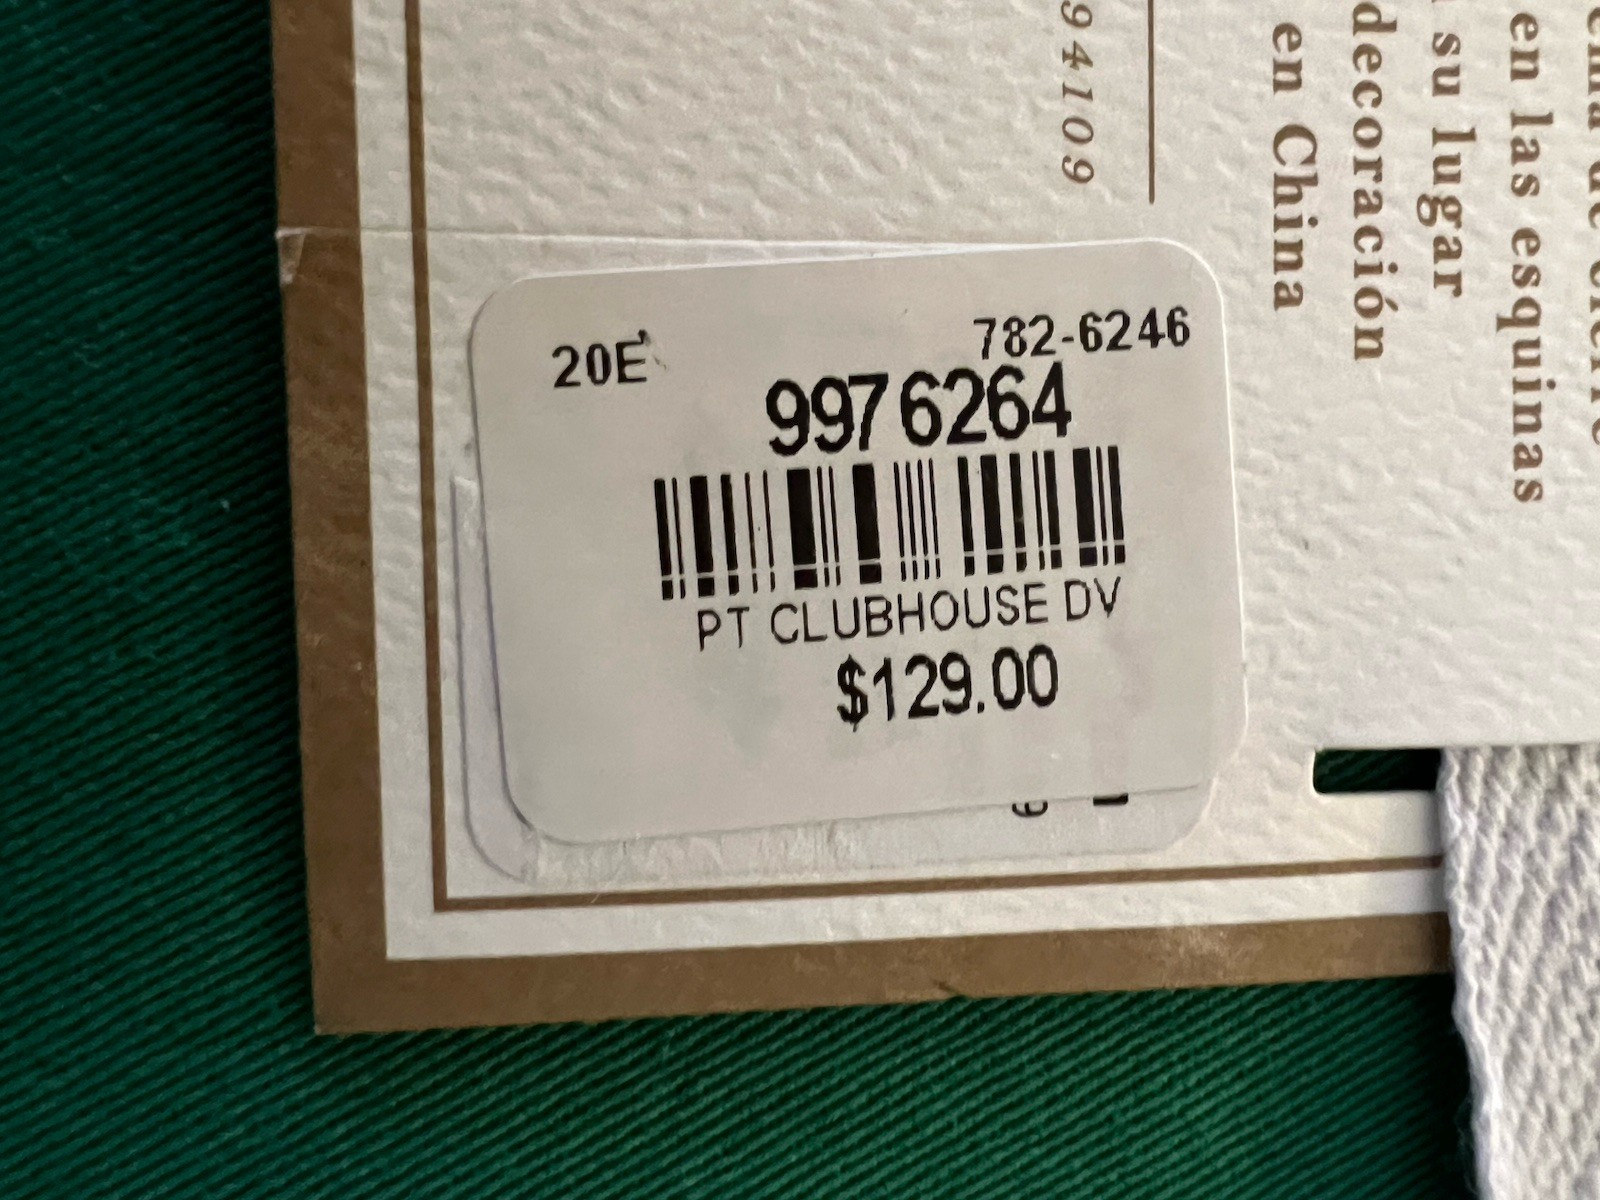 20E
782-6246
9976264
PT CLUBHOUSE DV
$129.00
94109
en las esquinas
su lugar
decoración
en China